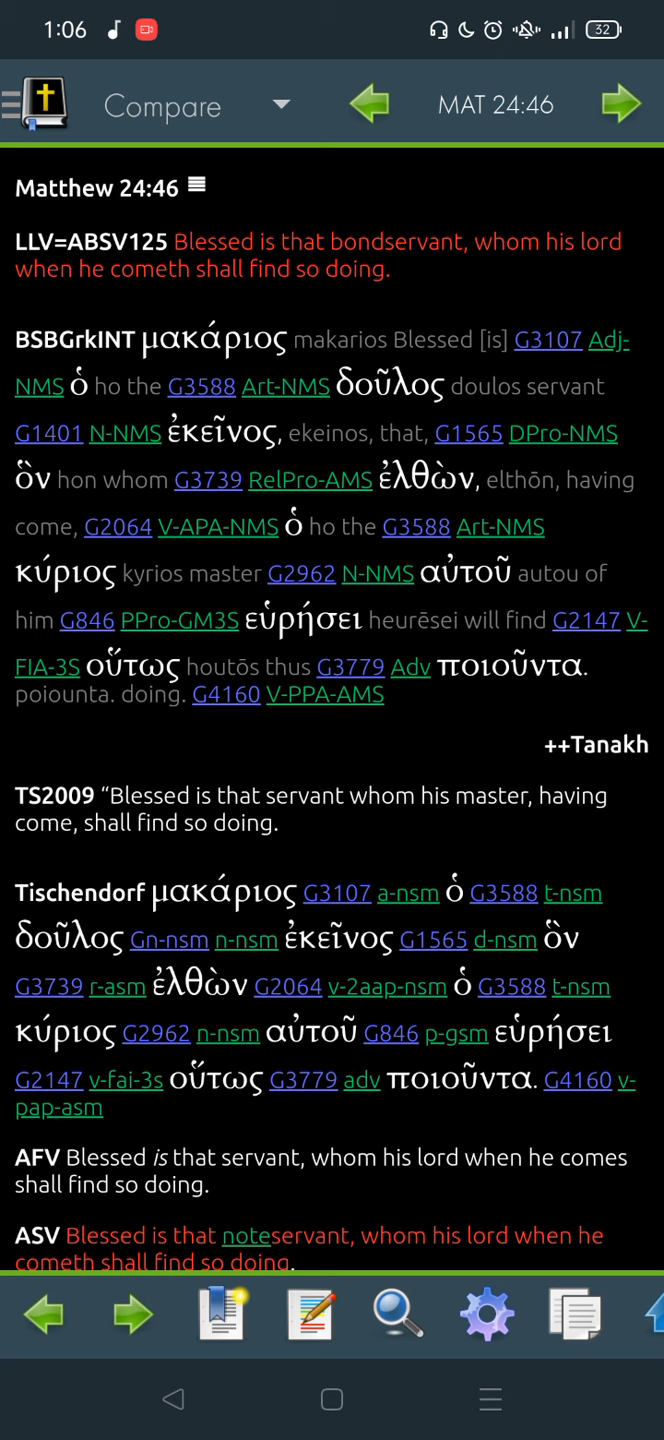 1:06
32
Compare
MAT 24:46
Matthew 24:46
LLV=ABSV125 Blessed is that bondservant, whom his lord
when he cometh shall find so doing.
BSBGrkINT μακάριος makarios Blessed [is] G3107 Adj-
NMS ὁ ho the G3588 Art-NMS δοῦλος doulos servant
G1401 N-NMS ἐκεῖνος, ekeinos, that, G1565 DPro-NMS
ὃν hon whom G3739 RelPro-AMS ἐλθὼν, elthōn, having
come, G2064 V-APA-NMS ὁ ho the G3588 Art-NMS
κύριος kyrios master G2962 N-NMS αὐτοῦ autou of
him G846 PPro-GM3S εὑρήσει heurēsei will find G2147 V-
FIA-3S οὕτως houtōs thus G3779 Adv ποιοῦντα.
poiounta. doing. G4160 V-PPA-AMS
++Tanakh
TS2009 “Blessed is that servant whom his master, having
come, shall find so doing.
Tischendorf μακάριος G3107 a-nsm ὁ G3588 t-nsm
δοῦλος Gn-nsm n-nsm ἐκεῖνος G1565 d-nsm ὃν
G3739 r-asm ἐλθὼν G2064 v-2aap-nsm ὁ G3588 t-nsm
κύριος G2962 n-nsm αὐτοῦ G846 p-gsm εὑρήσει
G2147 v-fai-3s οὕτως G3779 adv ποιοῦντα. G4160 v-
pap-asm
AFV Blessed is that servant, whom his lord when he comes
shall find so doing.
ASV Blessed is that noteservant, whom his lord when he
cometh shall find so doing.